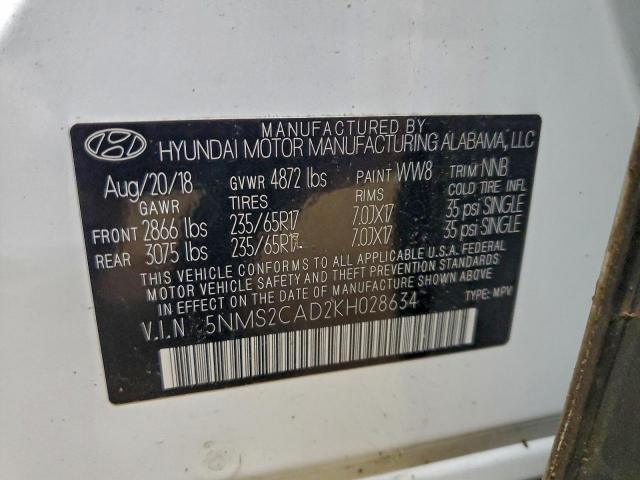 MANUFACTURED BY
HYUNDAI MOTOR MANUFACTURING ALABAMA, LLC
Aug/20/18 GVWR 4872 lbs PAINT WW8 TRIM NNB
GAWR TIRES RIMS COLD TIRE INFL
FRONT 2866 lbs 235/65R17 7.0JX17 35 psi SINGLE
REAR 3075 lbs 235/65R17 7.0JX17 35 psi SINGLE
THIS VEHICLE CONFORMS TO ALL APPLICABLE U.S.A. FEDERAL
MOTOR VEHICLE SAFETY AND THEFT PREVENTION STANDARDS
IN EFFECT ON THE DATE OF MANUFACTURE SHOWN ABOVE.
V.I.N 5NMS2CAD2KH028634 TYPE: MPV